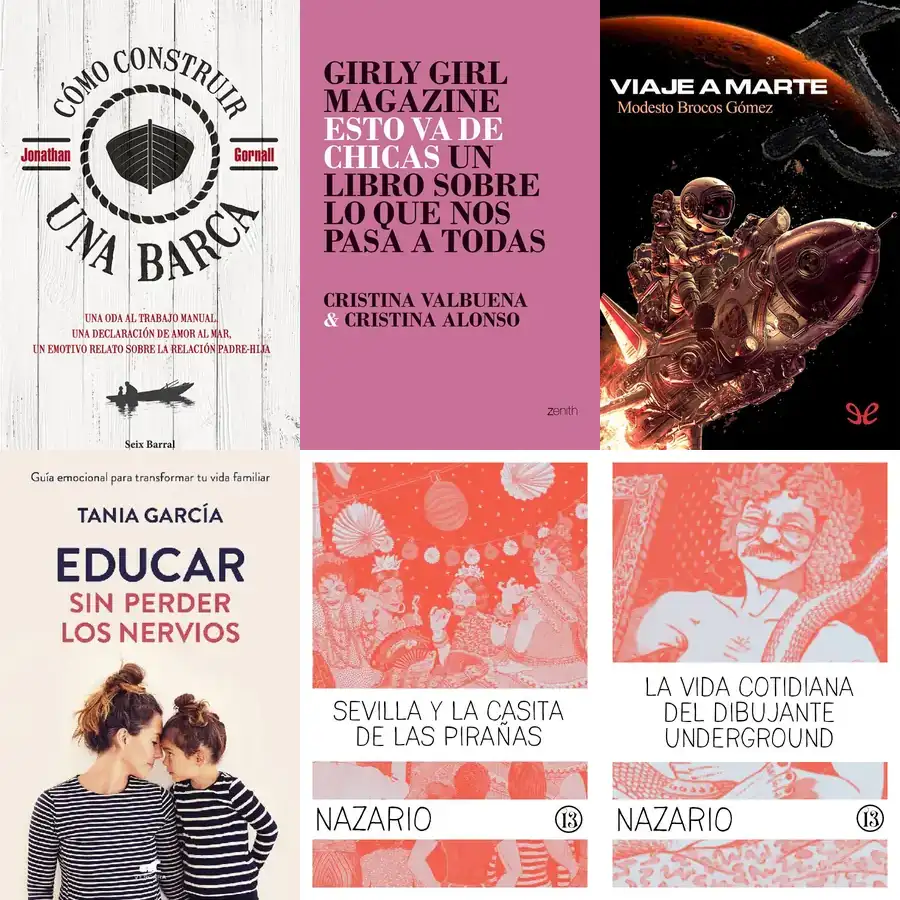 CÓMO CONSTRUIR
Jonathan Gornall
UNA BARCA
UNA ODA AL TRABAJO MANUAL,
UNA DECLARACIÓN DE AMOR AL MAR,
UN EMOTIVO RELATO SOBRE LA RELACIÓN PADRE-HIJA
Seix Barral
GIRLY GIRL
MAGAZINE
ESTO VA DE
CHICAS UN
LIBRO SOBRE
LO QUE NOS
PASA A TODAS
CRISTINA VALBUENA
& CRISTINA ALONSO
zenith
VIAJE A MARTE
Modesto Brocos Gómez
Guía emocional para transformar tu vida familiar
TANIA GARCÍA
EDUCAR
SIN PERDER
LOS NERVIOS
SEVILLA Y LA CASITA
DE LAS PIRAÑAS
NAZARIO
13
LA VIDA COTIDIANA
DEL DIBUJANTE
UNDERGROUND
NAZARIO
13